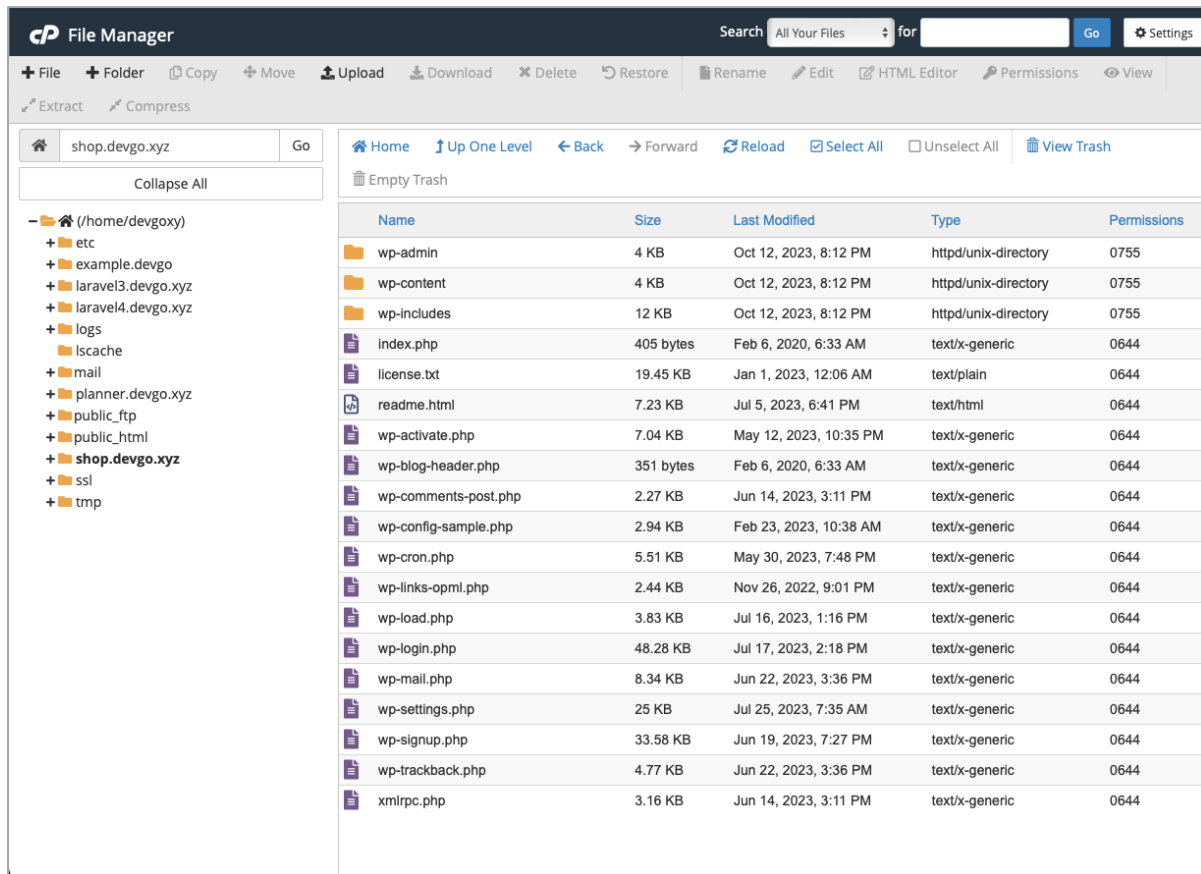 cP File Manager Search All Your Files for Go Settings
+ File + Folder Copy Move Upload Download Delete Restore Rename Edit HTML Editor Permissions View
Extract Compress
shop.devgo.xyz Go
Collapse All
(/home/devgoxy)
etc
example.devgo
laravel3.devgo.xyz
laravel4.devgo.xyz
logs
lscache
mail
planner.devgo.xyz
public_ftp
public_html
shop.devgo.xyz
ssl
tmp
Home Up One Level Back Forward Reload Select All Unselect All View Trash
Empty Trash
Name Size Last Modified Type Permissions
wp-admin 4 KB Oct 12, 2023, 8:12 PM httpd/unix-directory 0755
wp-content 4 KB Oct 12, 2023, 8:12 PM httpd/unix-directory 0755
wp-includes 12 KB Oct 12, 2023, 8:12 PM httpd/unix-directory 0755
index.php 405 bytes Feb 6, 2020, 6:33 AM text/x-generic 0644
license.txt 19.45 KB Jan 1, 2023, 12:06 AM text/plain 0644
readme.html 7.23 KB Jul 5, 2023, 6:41 PM text/html 0644
wp-activate.php 7.04 KB May 12, 2023, 10:35 PM text/x-generic 0644
wp-blog-header.php 351 bytes Feb 6, 2020, 6:33 AM text/x-generic 0644
wp-comments-post.php 2.27 KB Jun 14, 2023, 3:11 PM text/x-generic 0644
wp-config-sample.php 2.94 KB Feb 23, 2023, 10:38 AM text/x-generic 0644
wp-cron.php 5.51 KB May 30, 2023, 7:48 PM text/x-generic 0644
wp-links-opml.php 2.44 KB Nov 26, 2022, 9:01 PM text/x-generic 0644
wp-load.php 3.83 KB Jul 16, 2023, 1:16 PM text/x-generic 0644
wp-login.php 48.28 KB Jul 17, 2023, 2:18 PM text/x-generic 0644
wp-mail.php 8.34 KB Jun 22, 2023, 3:36 PM text/x-generic 0644
wp-settings.php 25 KB Jul 25, 2023, 7:35 AM text/x-generic 0644
wp-signup.php 33.58 KB Jun 19, 2023, 7:27 PM text/x-generic 0644
wp-trackback.php 4.77 KB Jun 22, 2023, 3:36 PM text/x-generic 0644
xmlrpc.php 3.16 KB Jun 14, 2023, 3:11 PM text/x-generic 0644